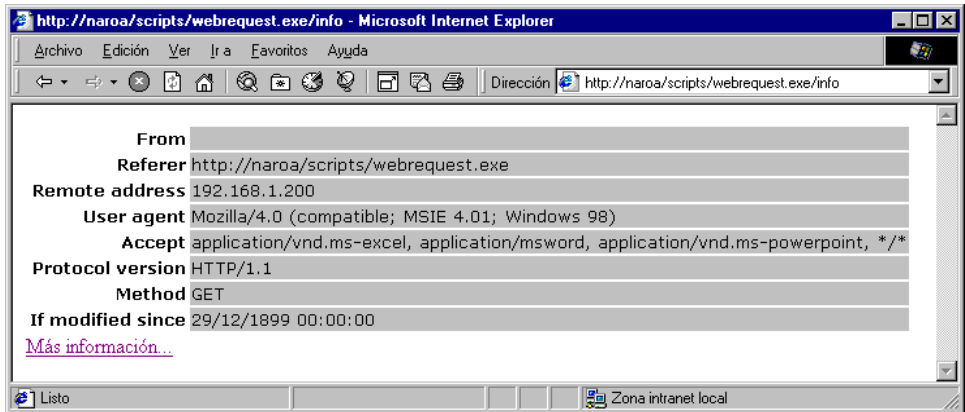 http://naroa/scripts/webrequest.exe/info - Microsoft Internet Explorer
Archivo Edición Ver Ir a Favoritos Ayuda
Dirección http://naroa/scripts/webrequest.exe/info
From
Referer http://naroa/scripts/webrequest.exe
Remote address 192.168.1.200
User agent Mozilla/4.0 (compatible; MSIE 4.01; Windows 98)
Accept application/vnd.ms-excel, application/msword, application/vnd.ms-powerpoint, */*
Protocol version HTTP/1.1
Method GET
If modified since 29/12/1899 00:00:00
Más información...
Listo Zona intranet local